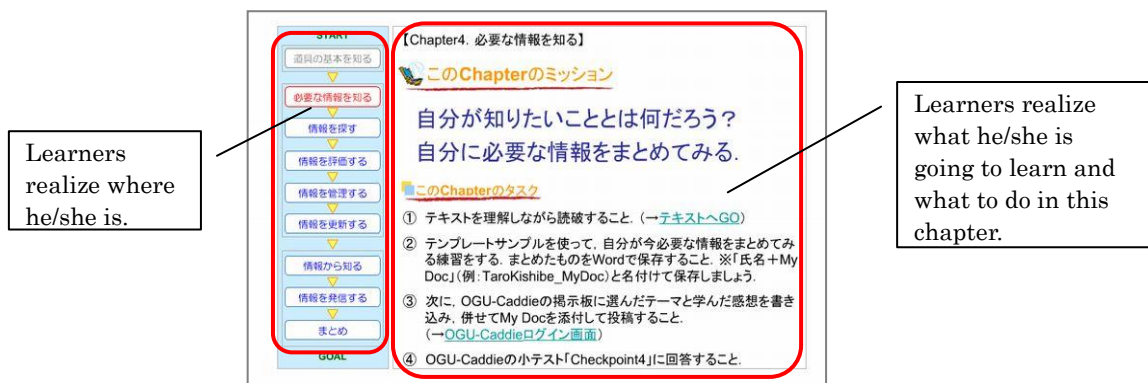 Learners
realize where
he/she is.
START
道具の基本を知る
必要な情報を知る
情報を探す
情報を評価する
情報を管理する
情報を更新する
情報から知る
情報を発信する
まとめ
GOAL
【Chapter4. 必要な情報を知る】
このChapterのミッション
自分が知りたいこととは何だろう？
自分に必要な情報をまとめてみる.
このChapterのタスク
① テキストを理解しながら読破すること. (→テキストへGO)
② テンプレートサンプルを使って, 自分が今必要な情報をまとめてみ
る練習をする. まとめたものをWordで保存すること. ※「氏名＋My
Doc」(例：TaroKishibe_MyDoc)と名付けて保存しましょう.
③ 次に, OGU-Caddieの掲示板に選んだテーマと学んだ感想を書き
込み, 併せてMy Docを添付して投稿すること.
(→OGU-Caddieログイン画面)
④ OGU-Caddieの小テスト「Checkpoint4」に回答すること.
Learners realize
what he/she is
going to learn and
what to do in this
chapter.